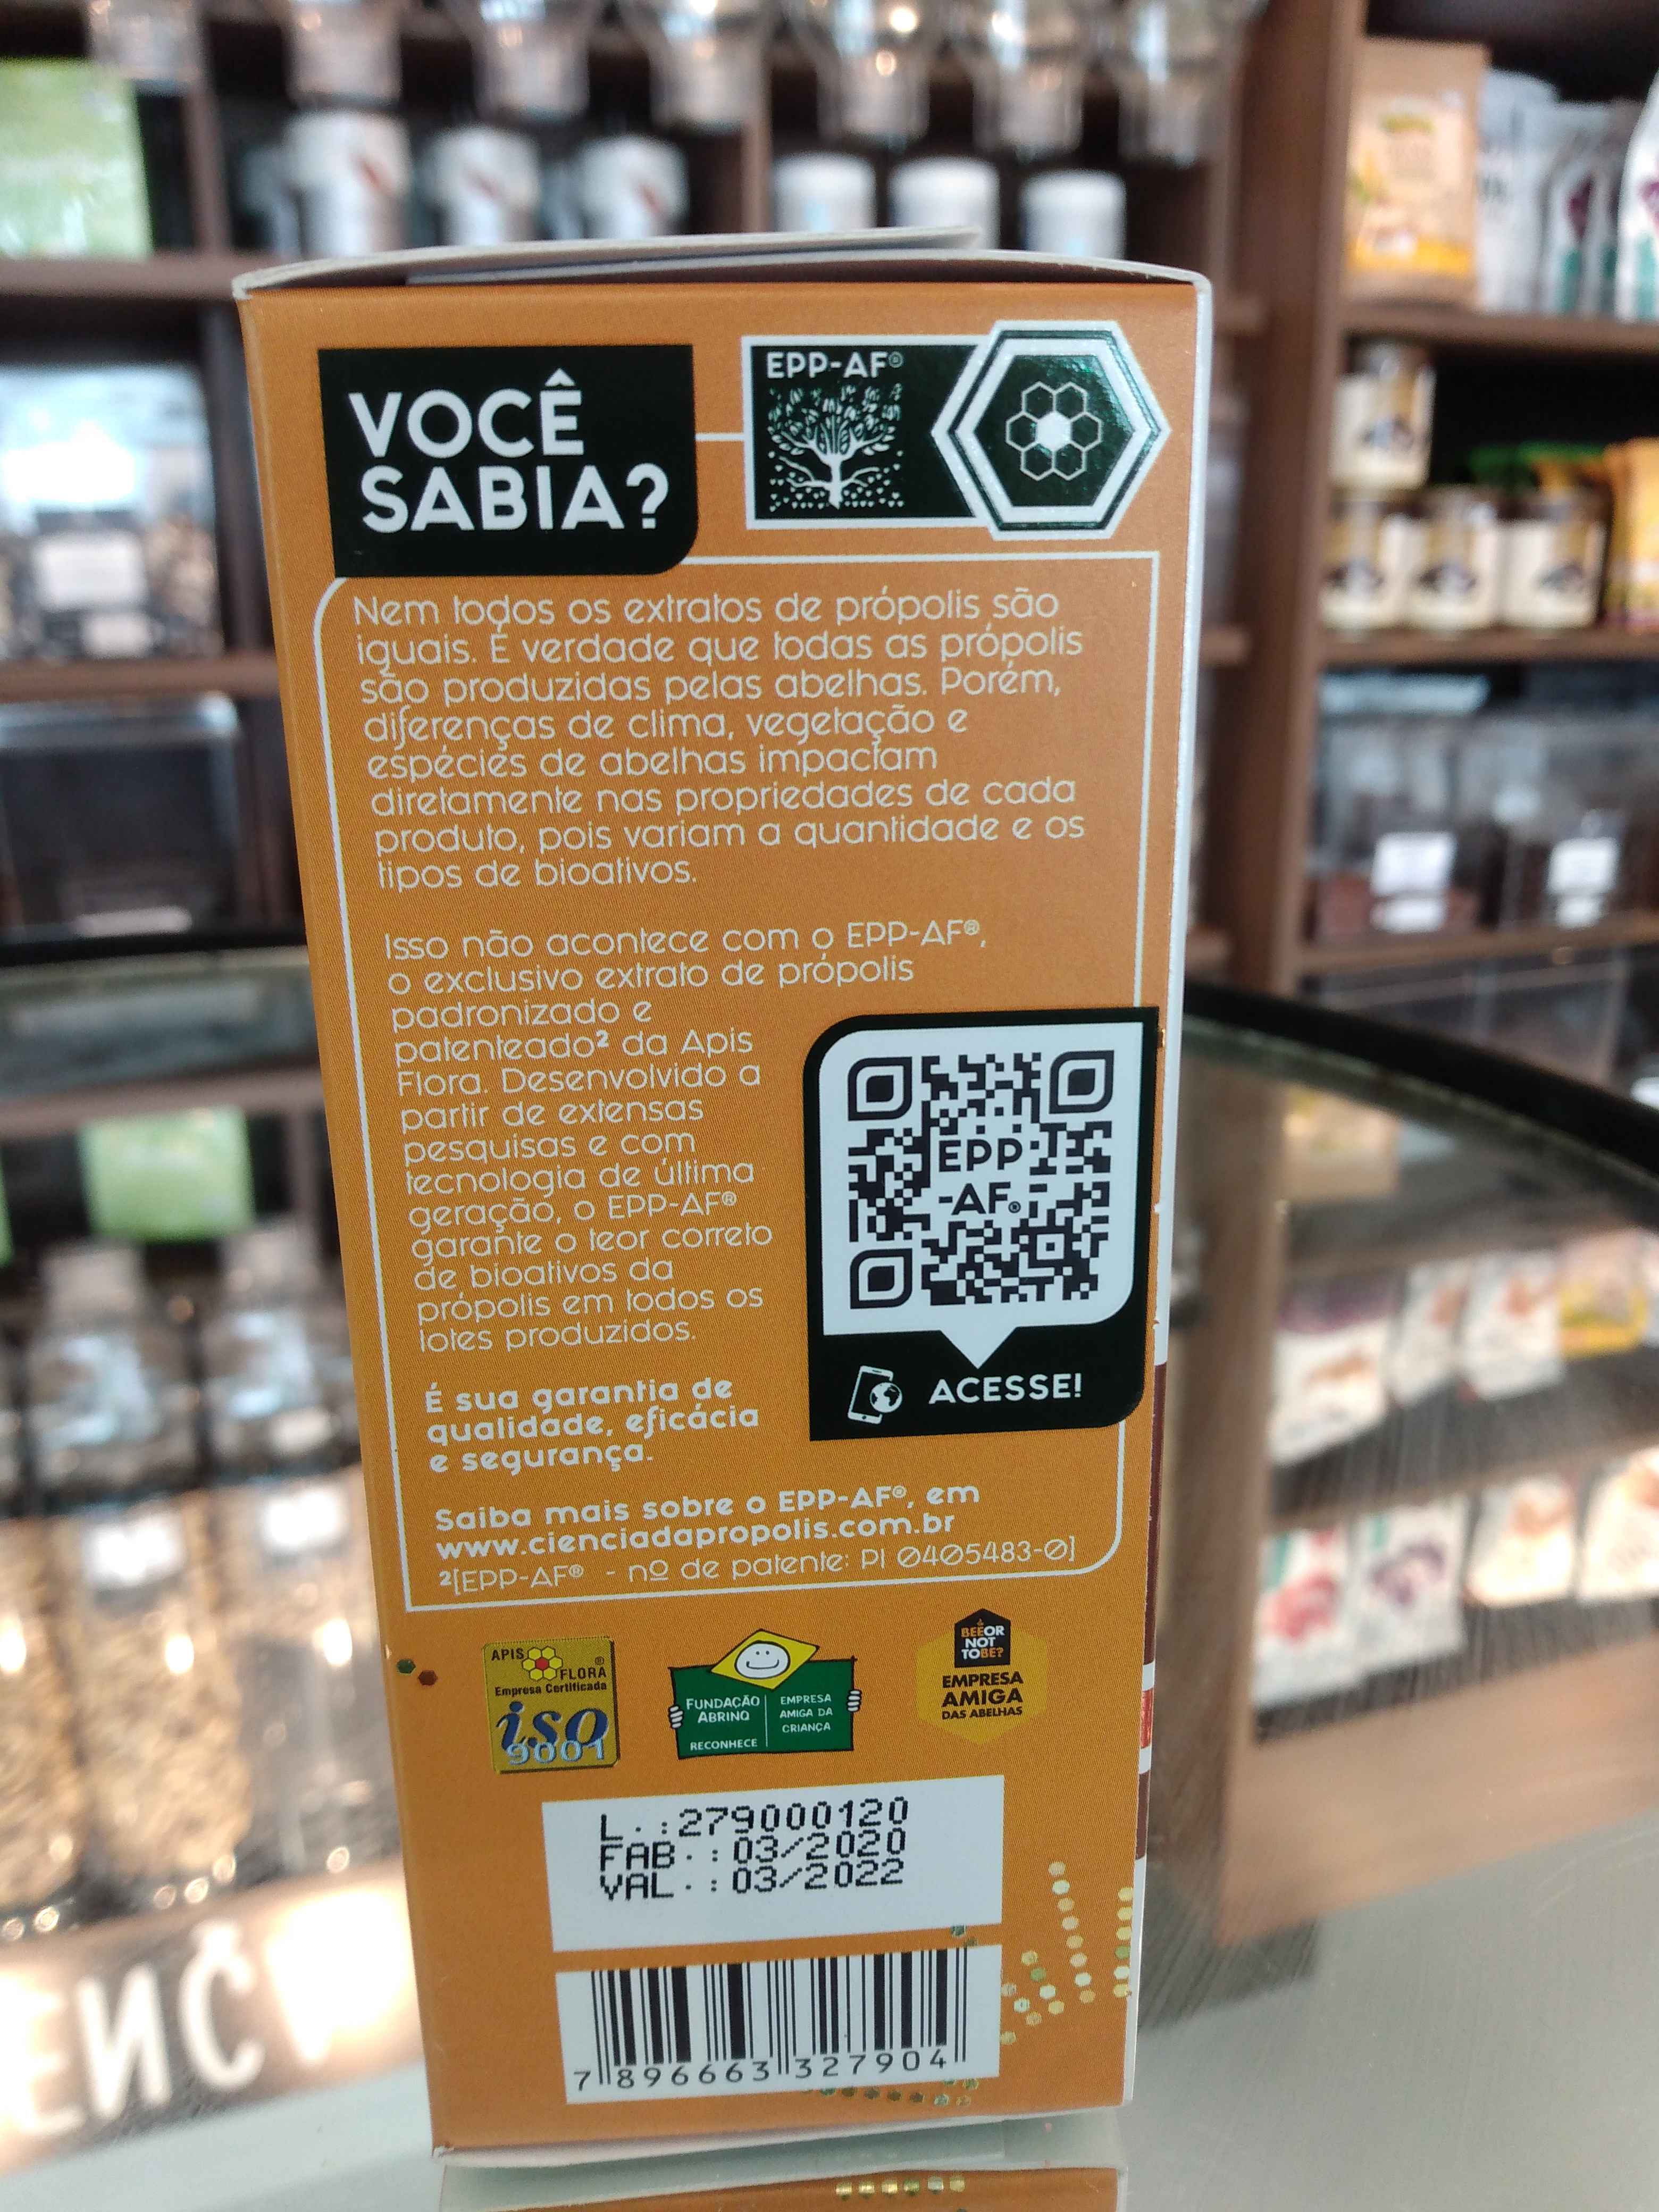 VOCÊ
SABIA?
EPP-AF®
Nem todos os extratos de própolis são
iguais. É verdade que todas as própolis
são produzidas pelas abelhas. Porém,
diferenças de clima, vegetação e
espécies de abelhas impactam
diretamente nas propriedades de cada
produto, pois variam a quantidade e os
tipos de bioativos.
Isso não acontece com o EPP-AF®,
o exclusivo extrato de própolis
padronizado e
patenteado² da Apis
Flora. Desenvolvido a
partir de extensas
pesquisas e com
tecnologia de última
geração, o EPP-AF®
garante o teor correto
de bioativos da
própolis em todos os
lotes produzidos.
EPP
-AF®
ACESSE!
É sua garantia de
qualidade, eficácia
e segurança.
Saiba mais sobre o EPP-AF®, em
www.cienciadapropolis.com.br
²[EPP-AF® - nº de patente: PI 0405483-0]
APIS
FLORA®
Empresa Certificada
iso
9001
FUNDAÇÃO
ABRINQ
RECONHECE
EMPRESA
AMIGA DA
CRIANÇA
BEE OR
NOT
TO BE?
EMPRESA
AMIGA
DAS ABELHAS
L.:279000120
FAB.:03/2020
VAL.:03/2022
7 896663 327904